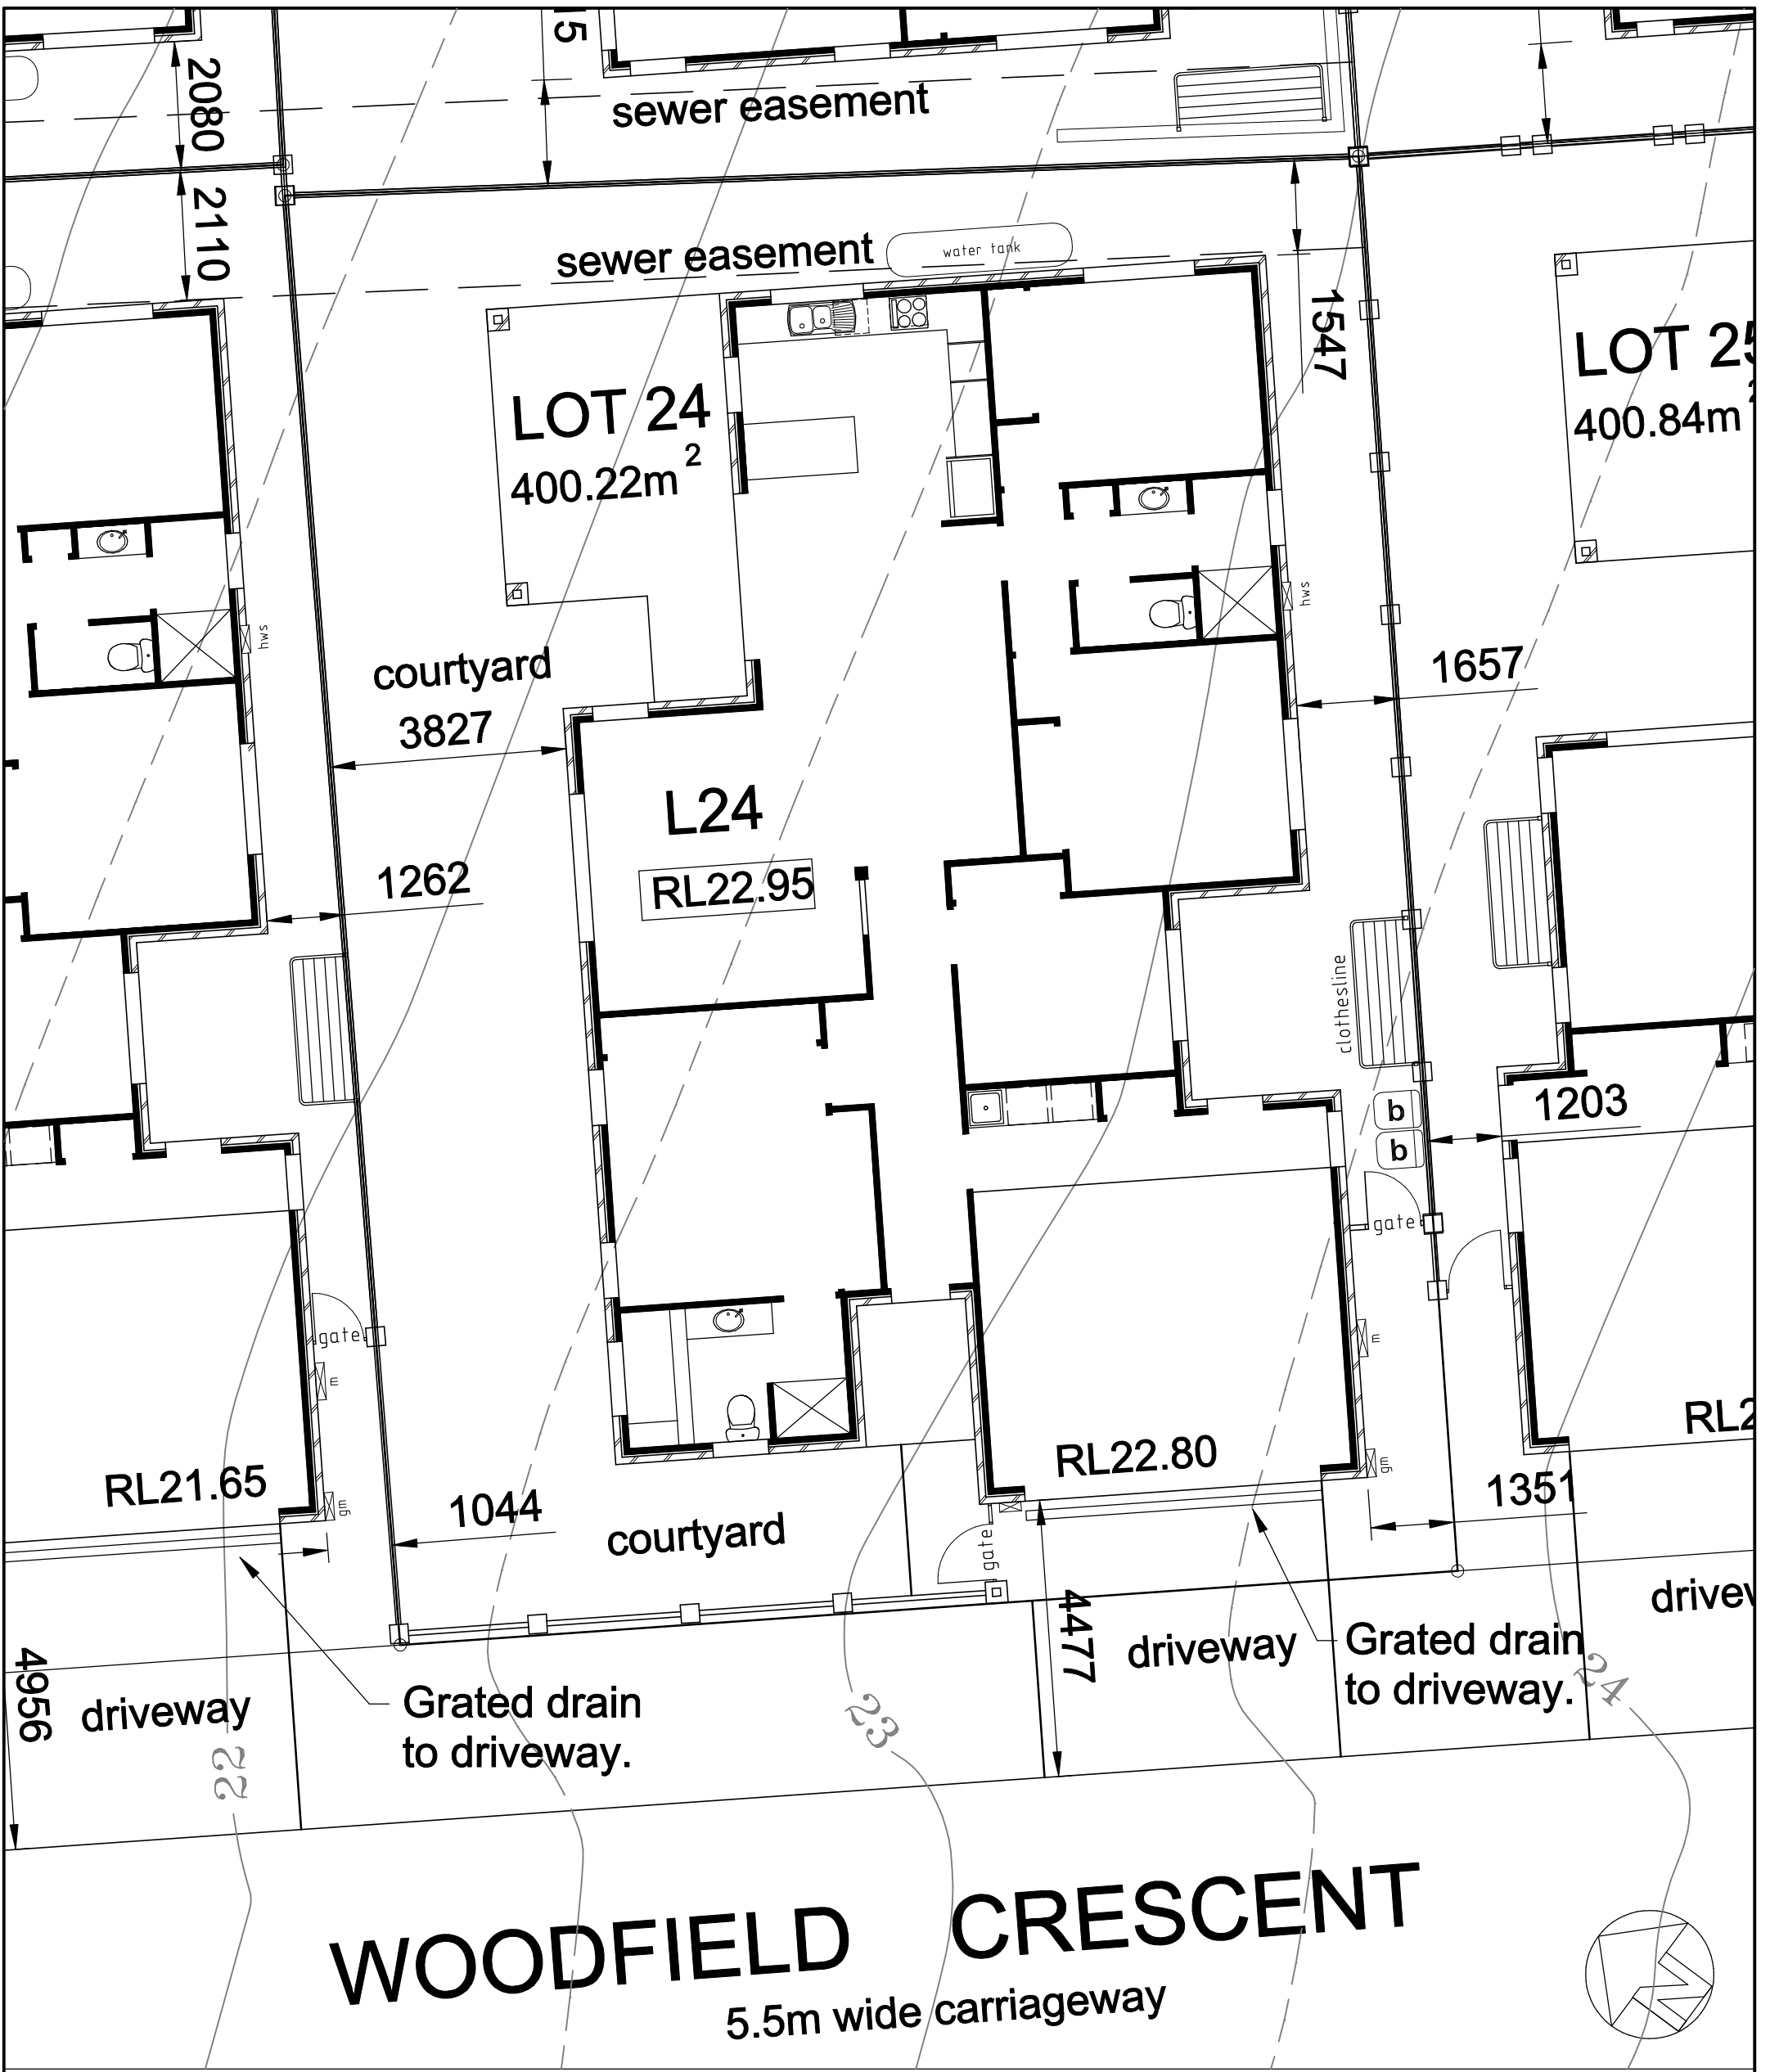 15
2080
sewer easement
2110
sewer easement
water tank
1547
LOT 24
400.22m²
LOT 25
400.84m²
hws
hws
courtyard
3827
1657
L24
RL22.95
1262
clothesline
b
b
1203
gate
gate
m
m
RL21.65
gm
1044
courtyard
gate
RL22.80
gm
1351
RL2
4956
driveway
Grated drain
to driveway.
4477
driveway
Grated drain
to driveway.
drivew
22
23
24
WOODFIELD CRESCENT
5.5m wide carriageway
N